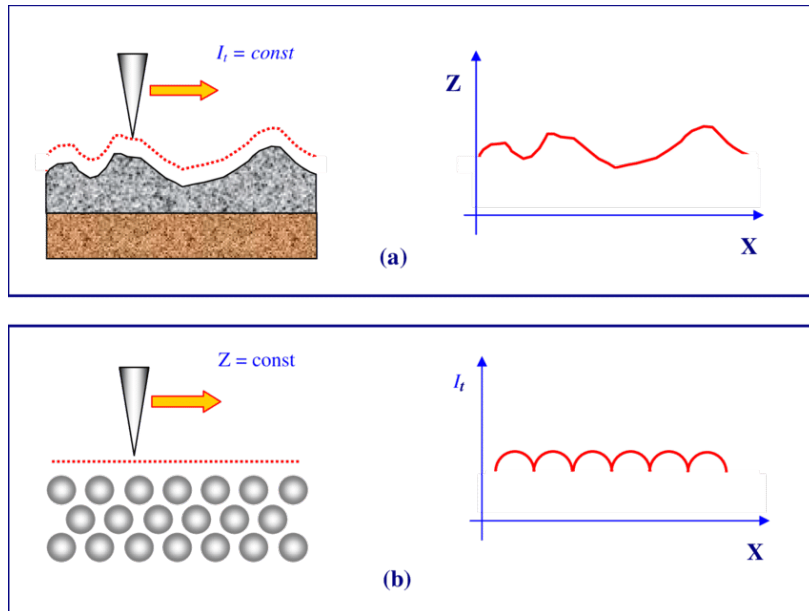 I_t = const
Z
X
(a)
Z = const
I_t
X
(b)